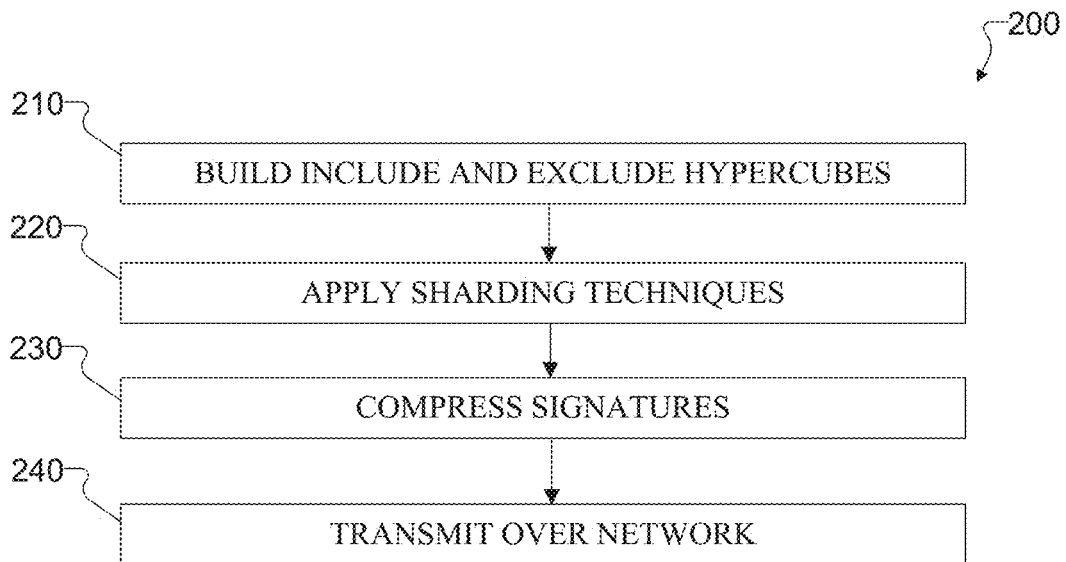 200
210
BUILD INCLUDE AND EXCLUDE HYPERCUBES
220
APPLY SHARDING TECHNIQUES
230
COMPRESS SIGNATURES
240
TRANSMIT OVER NETWORK